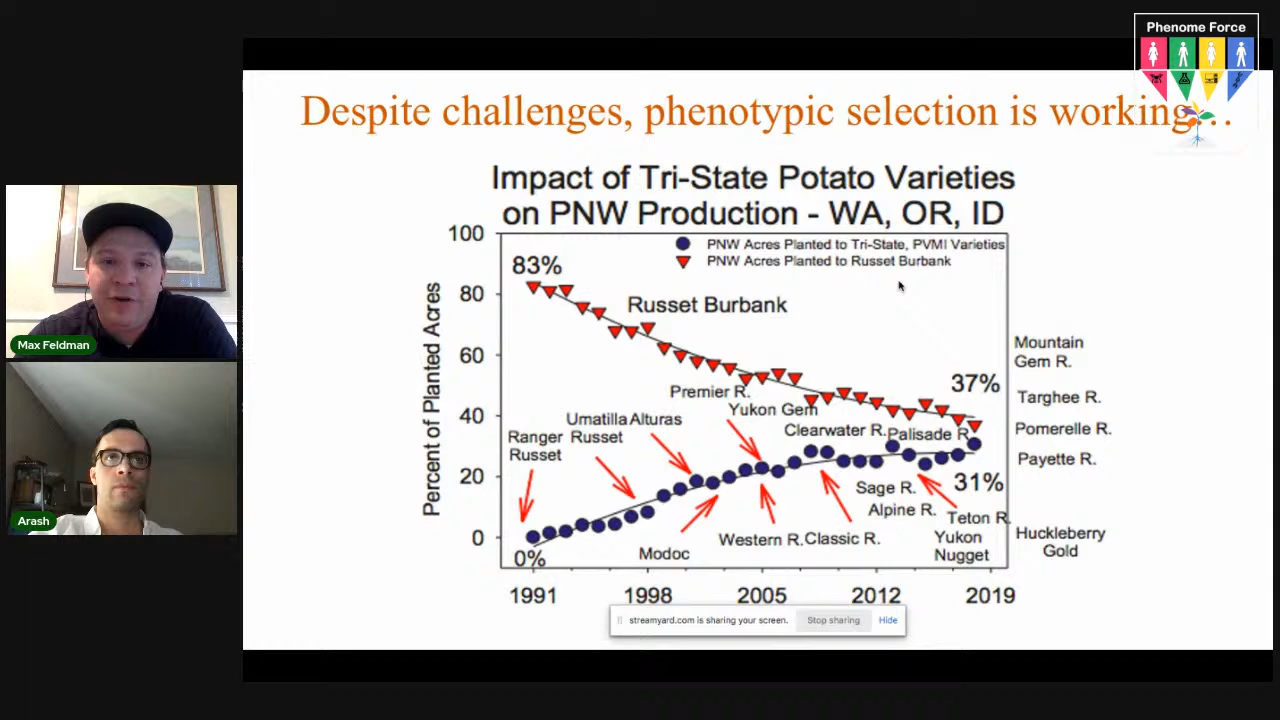 Phenome Force
Despite challenges, phenotypic selection is working...
Impact of Tri-State Potato Varieties
on PNW Production - WA, OR, ID
PNW Acres Planted to Tri-State, PVMI Varieties
PNW Acres Planted to Russet Burbank
Percent of Planted Acres
100
80
60
40
20
0
83%
Russet Burbank
37%
Premier R.
Yukon Gem
Umatilla
Russet
Alturas
Ranger
Russet
Clearwater R.
Palisade R
31%
Sage R.
Alpine R.
Teton R.
Yukon
Nugget
Modoc
Western R.
Classic R.
0%
Mountain
Gem R.
Targhee R.
Pomerelle R.
Payette R.
Huckleberry
Gold
1991
1998
2005
2012
2019
streamyard.com is sharing your screen.
Stop sharing
Hide
Max Feldman
Arash